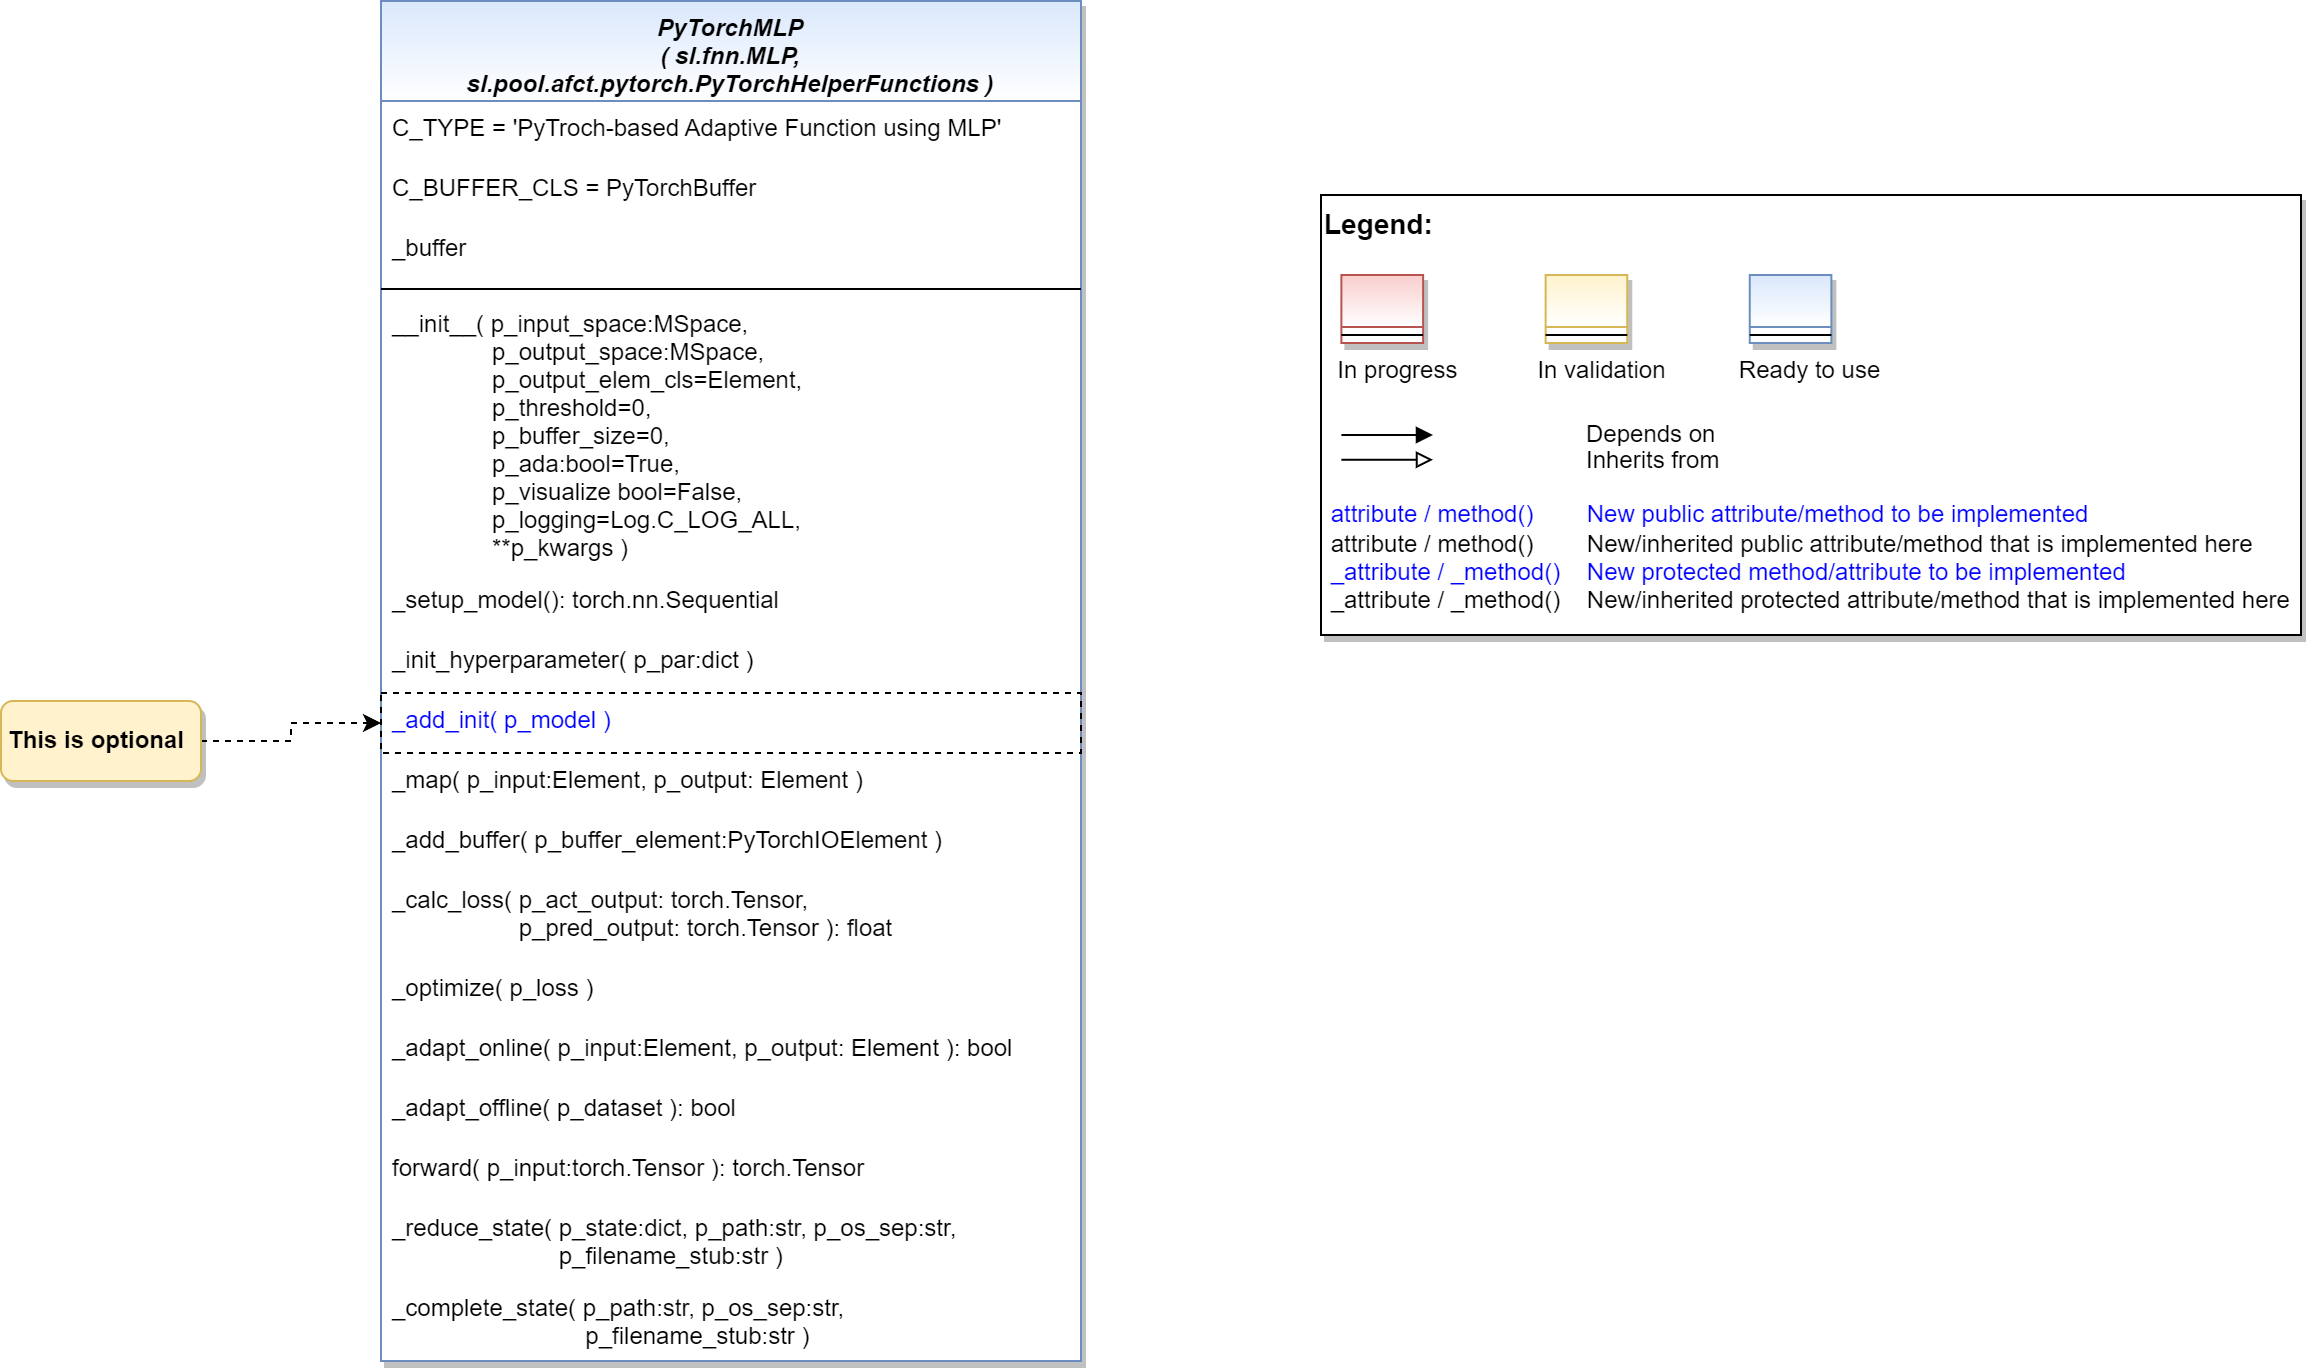 PyTorchMLP
( sl.fnn.MLP,
sl.pool.afct.pytorch.PyTorchHelperFunctions )
C_TYPE = 'PyTroch-based Adaptive Function using MLP'
C_BUFFER_CLS = PyTorchBuffer
_buffer
__init__( p_input_space:MSpace,
p_output_space:MSpace,
p_output_elem_cls=Element,
p_threshold=0,
p_buffer_size=0,
p_ada:bool=True,
p_visualize bool=False,
p_logging=Log.C_LOG_ALL,
**p_kwargs )
_setup_model(): torch.nn.Sequential
_init_hyperparameter( p_par:dict )
This is optional
_add_init( p_model )
_map( p_input:Element, p_output: Element )
_add_buffer( p_buffer_element:PyTorchIOElement )
_calc_loss( p_act_output: torch.Tensor,
p_pred_output: torch.Tensor ): float
_optimize( p_loss )
_adapt_online( p_input:Element, p_output: Element ): bool
_adapt_offline( p_dataset ): bool
forward( p_input:torch.Tensor ): torch.Tensor
_reduce_state( p_state:dict, p_path:str, p_os_sep:str,
p_filename_stub:str )
_complete_state( p_path:str, p_os_sep:str,
p_filename_stub:str )
Legend:
In progress In validation Ready to use
Depends on
Inherits from
attribute / method() New public attribute/method to be implemented
attribute / method() New/inherited public attribute/method that is implemented here
_attribute / _method() New protected method/attribute to be implemented
_attribute / _method() New/inherited protected attribute/method that is implemented here